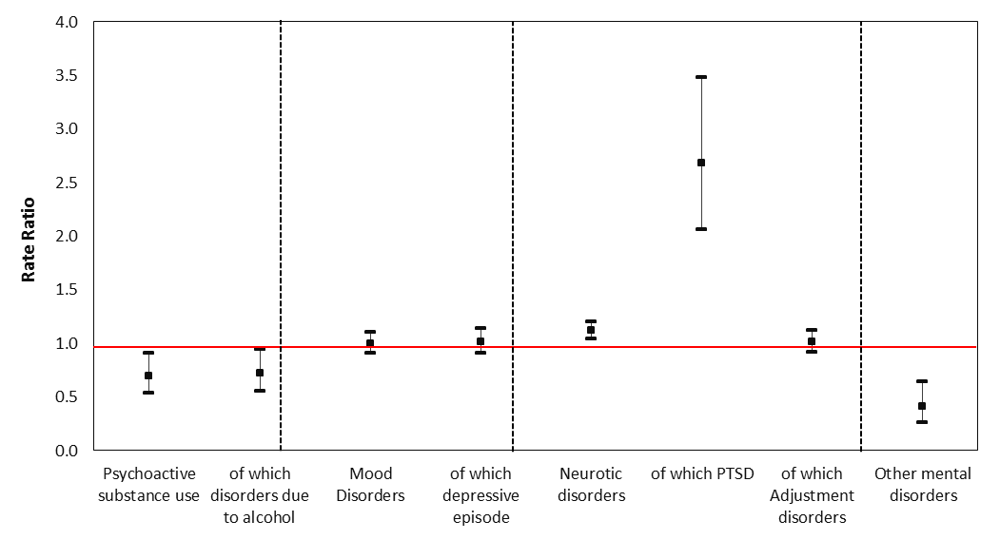 4.0
3.5
3.0
2.5
2.0
1.5
1.0
0.5
0.0
Rate Ratio
Psychoactive
substance use
of which
disorders due
to alcohol
Mood
Disorders
of which
depressive
episode
Neurotic
disorders
of which PTSD
of which
Adjustment
disorders
Other mental
disorders